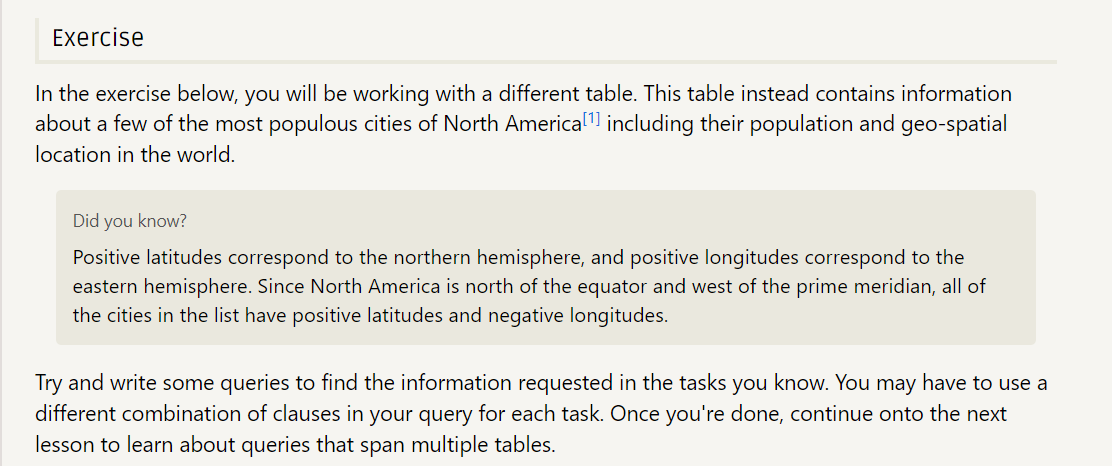 Exercise
In the exercise below, you will be working with a different table. This table instead contains information
about a few of the most populous cities of North America[1] including their population and geo-spatial
location in the world.
Did you know?
Positive latitudes correspond to the northern hemisphere, and positive longitudes correspond to the
eastern hemisphere. Since North America is north of the equator and west of the prime meridian, all of
the cities in the list have positive latitudes and negative longitudes.
Try and write some queries to find the information requested in the tasks you know. You may have to use a
different combination of clauses in your query for each task. Once you're done, continue onto the next
lesson to learn about queries that span multiple tables.